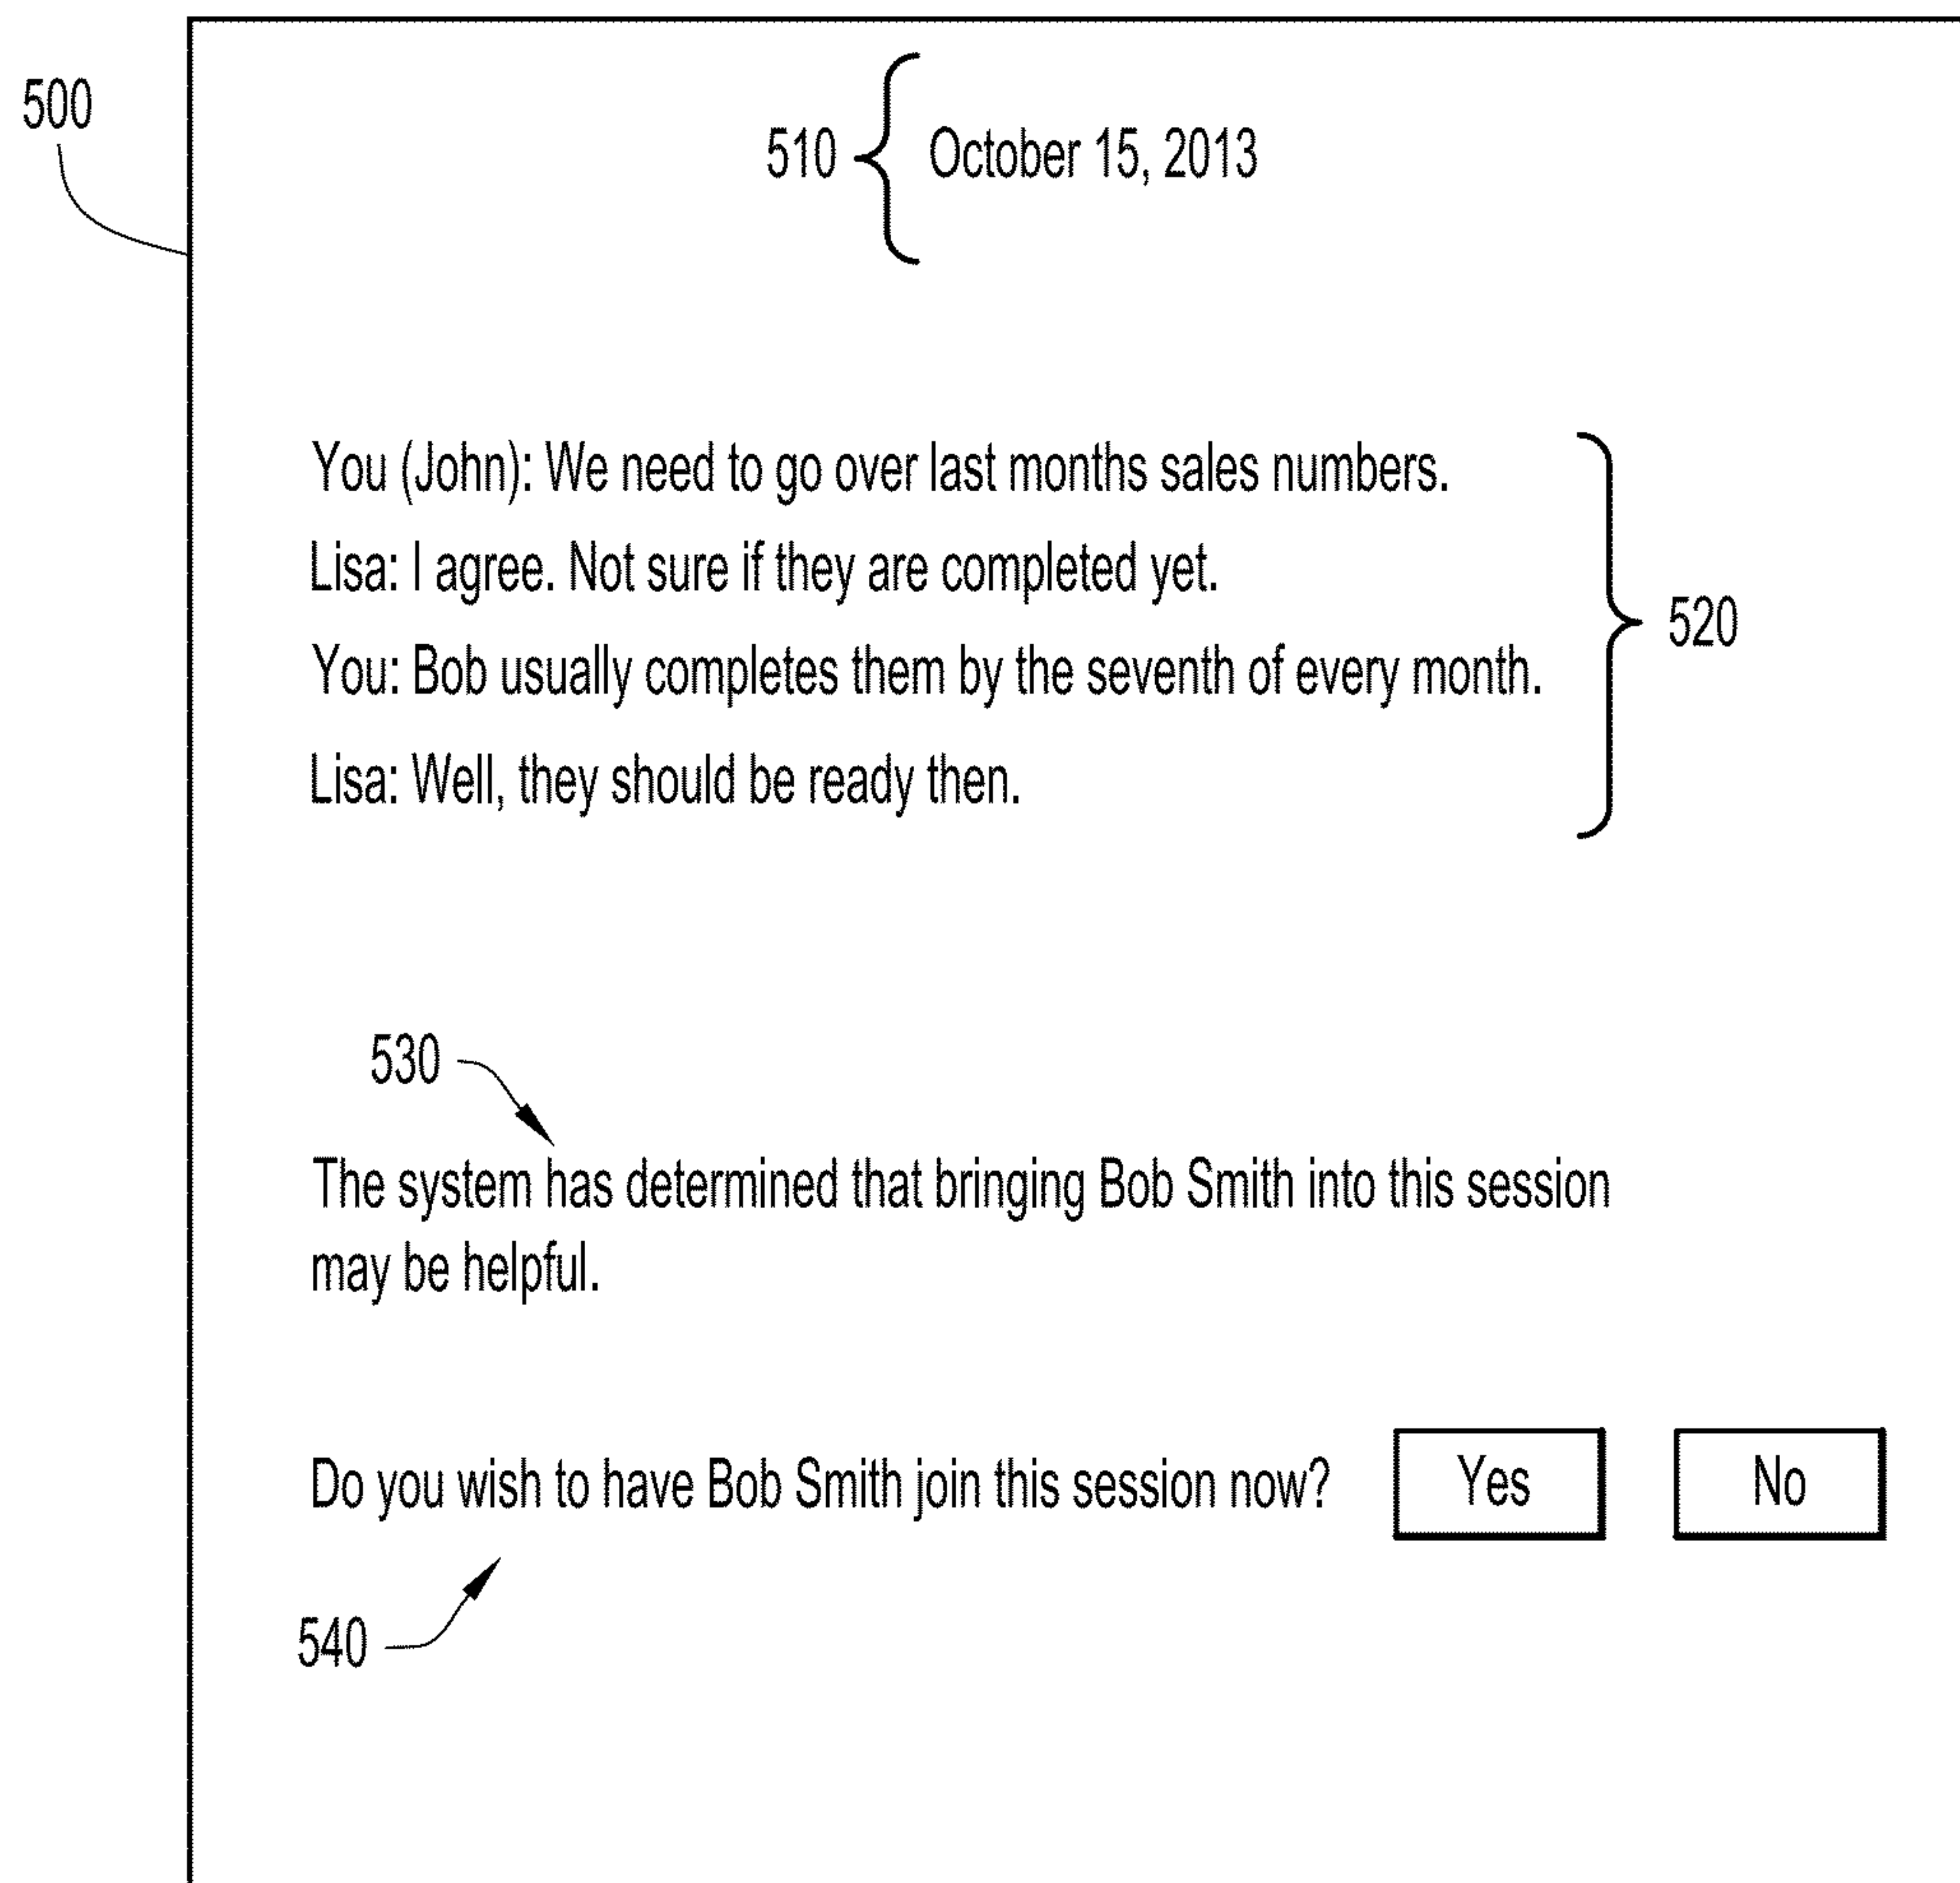 500
510 October 15, 2013
You (John): We need to go over last months sales numbers.
Lisa: I agree. Not sure if they are completed yet.
520
You: Bob usually completes them by the seventh of every month.
Lisa: Well, they should be ready then.
530
The system has determined that bringing Bob Smith into this session
may be helpful.
Do you wish to have Bob Smith join this session now? Yes No
540